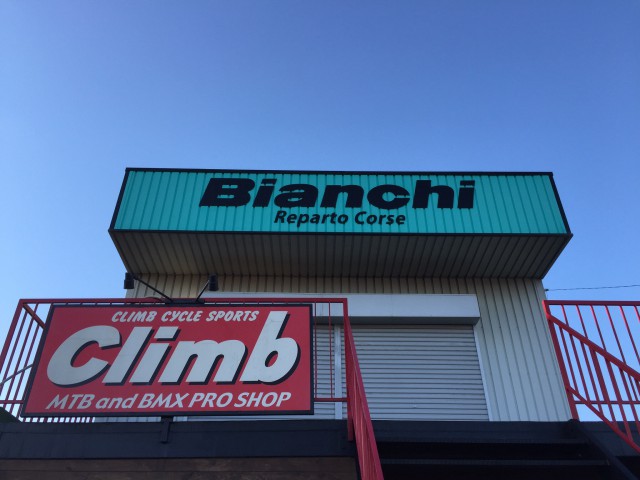 Bianchi
Reparto Corse
CLIMB CYCLE SPORTS
Climb
MTB and BMX PRO SHOP